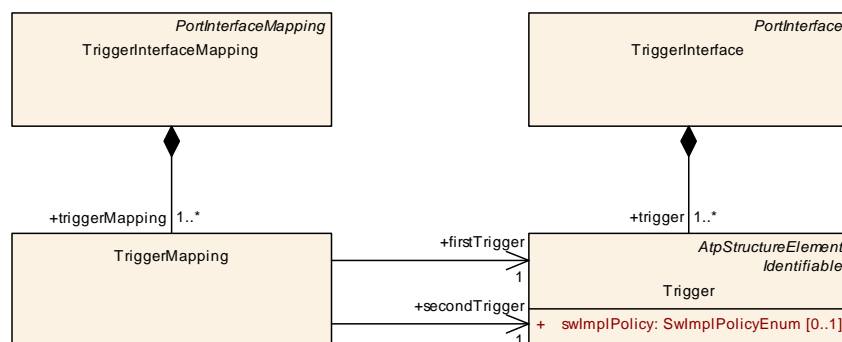 PortInterfaceMapping
TriggerInterfaceMapping
PortInterface
TriggerInterface
+triggerMapping 1..*
+trigger 1..*
TriggerMapping
+firstTrigger
1
+secondTrigger
1
AtpStructureElement
Identifiable
Trigger
+ swImplPolicy: SwImplPolicyEnum [0..1]